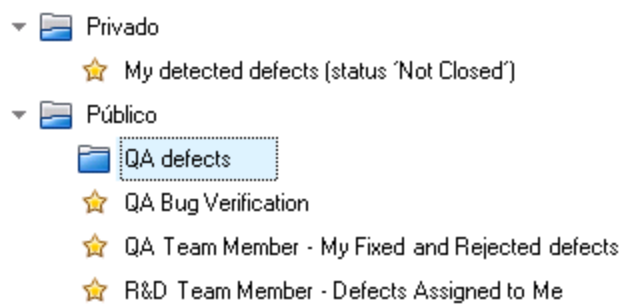 Privado
My detected defects (status ´Not Closed´)
Público
QA defects
QA Bug Verification
QA Team Member - My Fixed and Rejected defects
R&D Team Member - Defects Assigned to Me